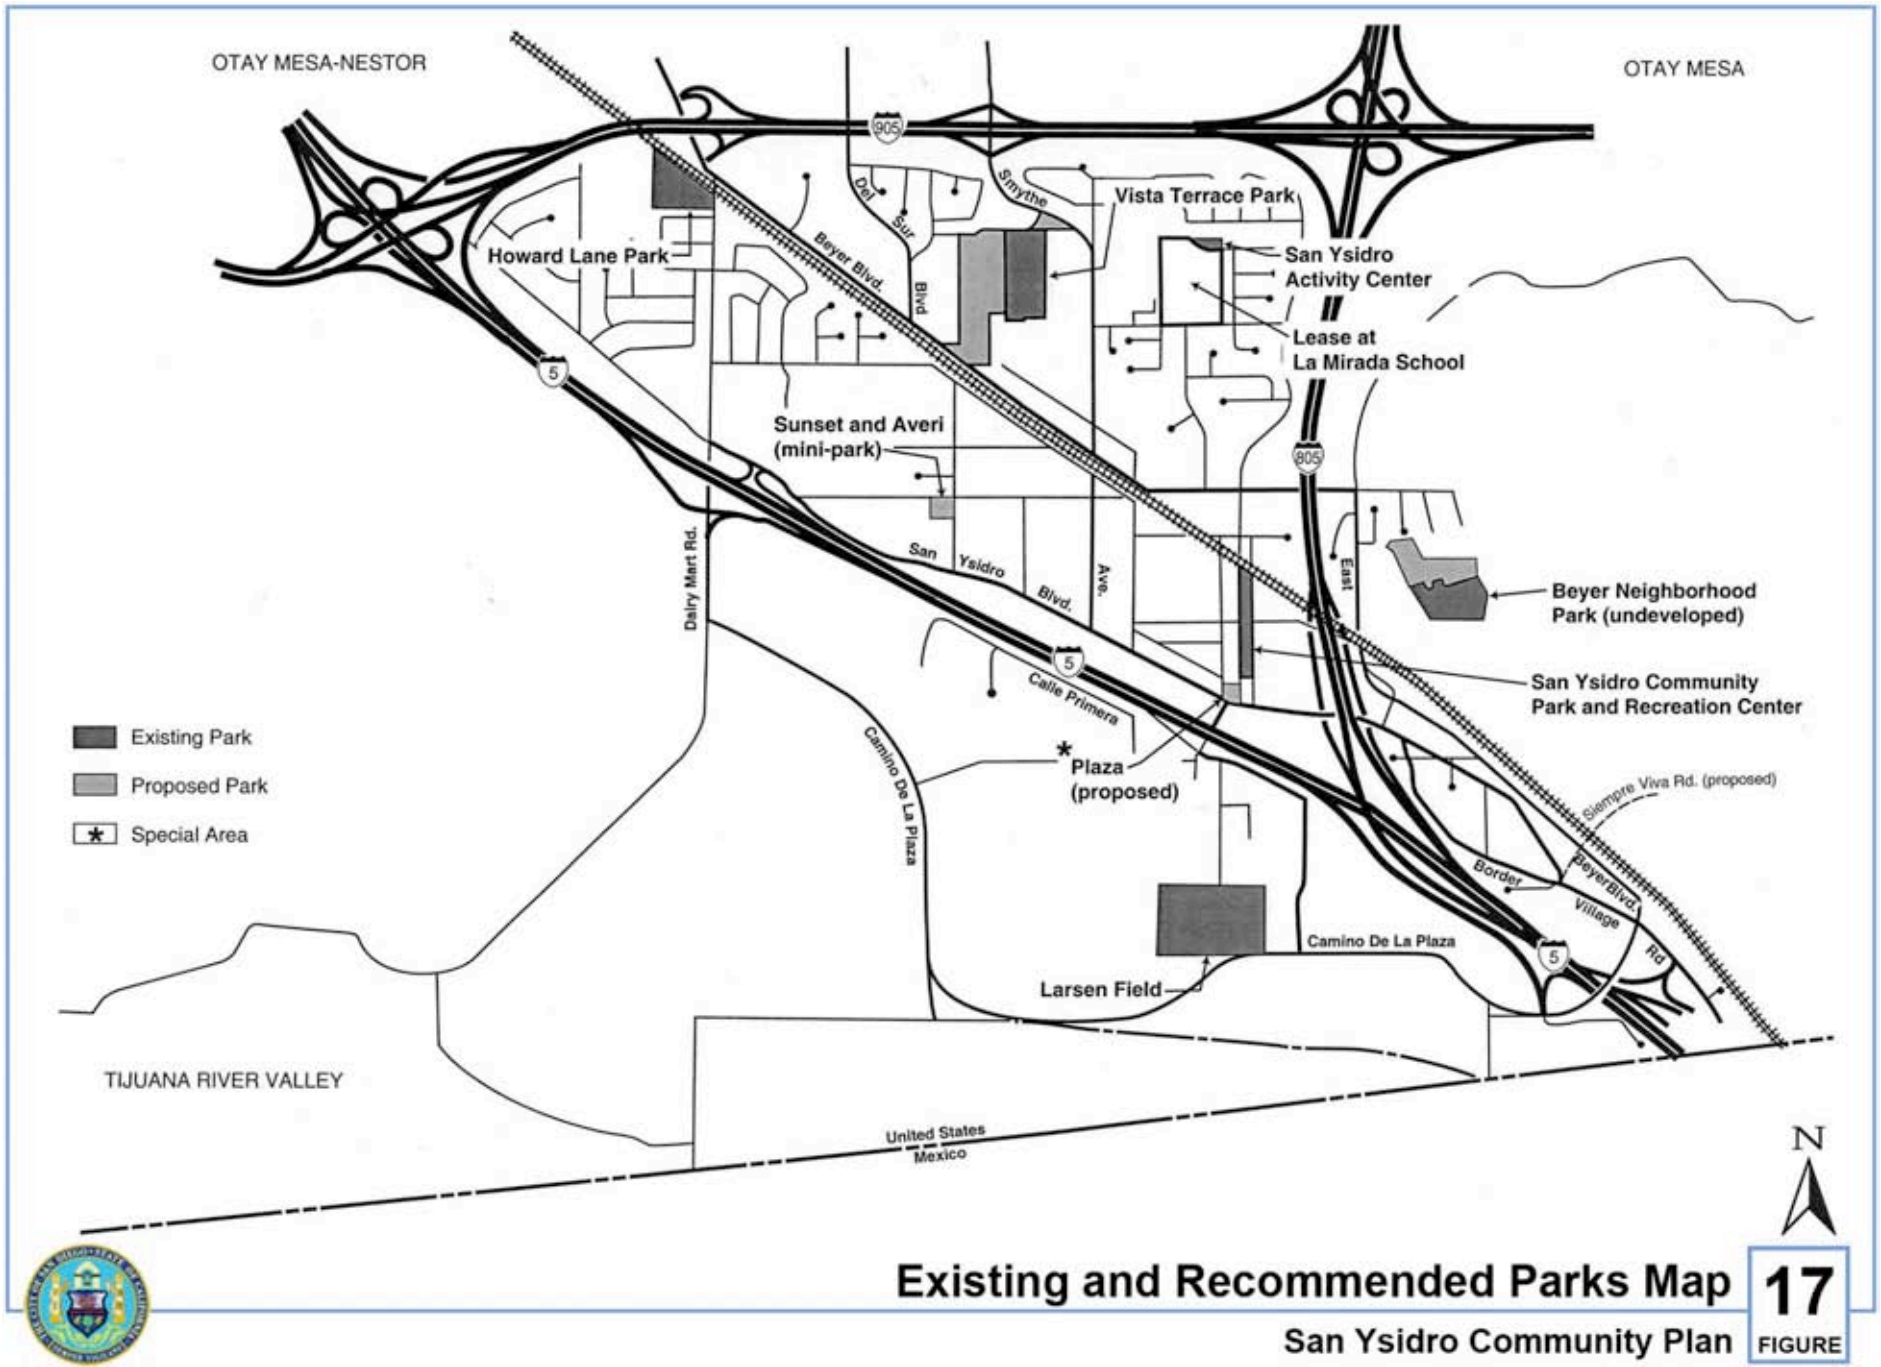 OTAY MESA-NESTOR
OTAY MESA
905
Del
Sur
Blvd
Smythe
Vista Terrace Park
Howard Lane Park
Beyer Blvd.
San Ysidro
Activity Center
Lease at
La Mirada School
5
Sunset and Averi
(mini-park)
805
Dairy Mart Rd.
San
Ysidro
Blvd.
Ave.
East
Beyer Neighborhood
Park (undeveloped)
5
Calle Primera
San Ysidro Community
Park and Recreation Center
Existing Park
Proposed Park
* Special Area
Camino De La Plaza
*
Plaza
(proposed)
Siempre Viva Rd. (proposed)
Border
Village
Rd
Beyer Blvd.
5
Camino De La Plaza
Larsen Field
TIJUANA RIVER VALLEY
United States
Mexico
N
Existing and Recommended Parks Map
San Ysidro Community Plan
17
FIGURE